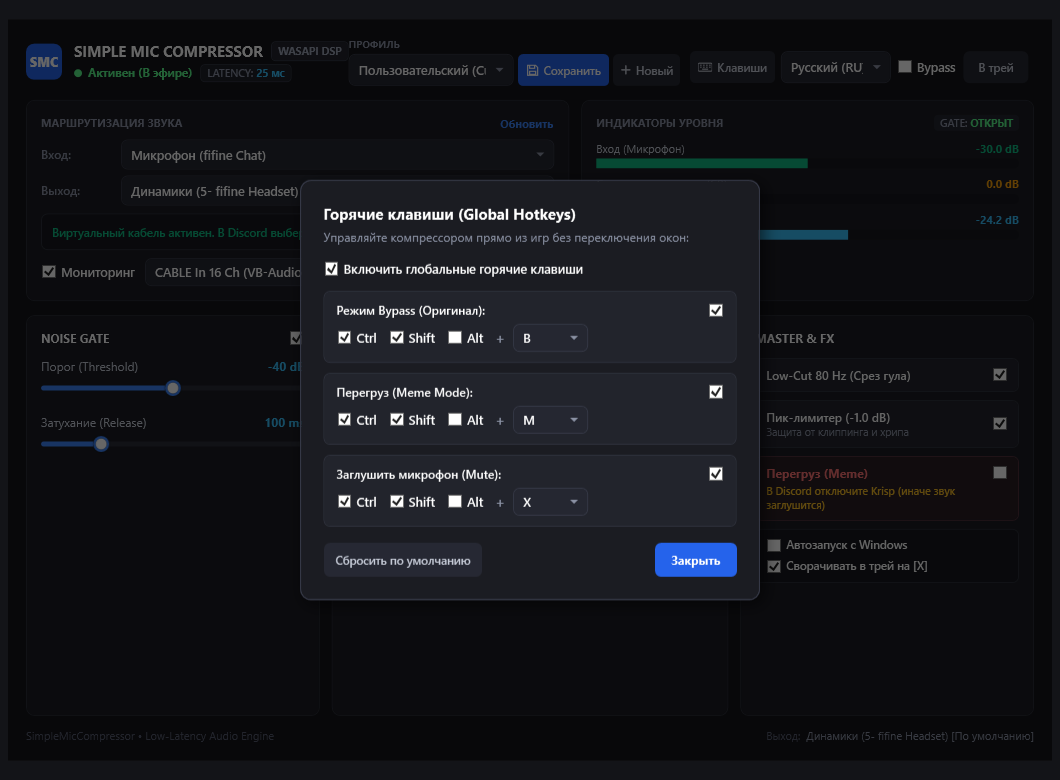 SMC
SIMPLE MIC COMPRESSOR
WASAPI DSP
Активен (В эфире)
LATENCY: 25 мс
ПРОФИЛЬ
Пользовательский (С
Сохранить
+ Новый
Клавиши
Русский (RU
Bypass
В трей
МАРШРУТИЗАЦИЯ ЗВУКА
Обновить
Вход:
Микрофон (fifine Chat)
Выход:
Динамики (5- fifine Headset)
Виртуальный кабель активен. В Discord
Мониторинг
CABLE In 16 Ch (VB-Audio
ИНДИКАТОРЫ УРОВНЯ
GATE: ОТКРЫТ
Вход (Микрофон)
-30.0 dB
0.0 dB
-24.2 dB
Горячие клавиши (Global Hotkeys)
Управляйте компрессором прямо из игр без переключения окон:
Включить глобальные горячие клавиши
Режим Bypass (Оригинал):
Ctrl Shift Alt + B
Перегруз (Meme Mode):
Ctrl Shift Alt + M
Заглушить микрофон (Mute):
Ctrl Shift Alt + X
Сбросить по умолчанию
Закрыть
NOISE GATE
Порог (Threshold)
-40 d
Затухание (Release)
100 m
MASTER & FX
Low-Cut 80 Hz (Срез гула)
Пик-лимитер (-1.0 dB)
Защита от клиппинга и хрипа
Перегруз (Meme)
В Discord отключите Krisp (иначе звук
заглушится)
Автозапуск с Windows
Сворачивать в трей на [X]
SimpleMicCompressor • Low-Latency Audio Engine
Выход: Динамики (5- fifine Headset) [По умолчанию]